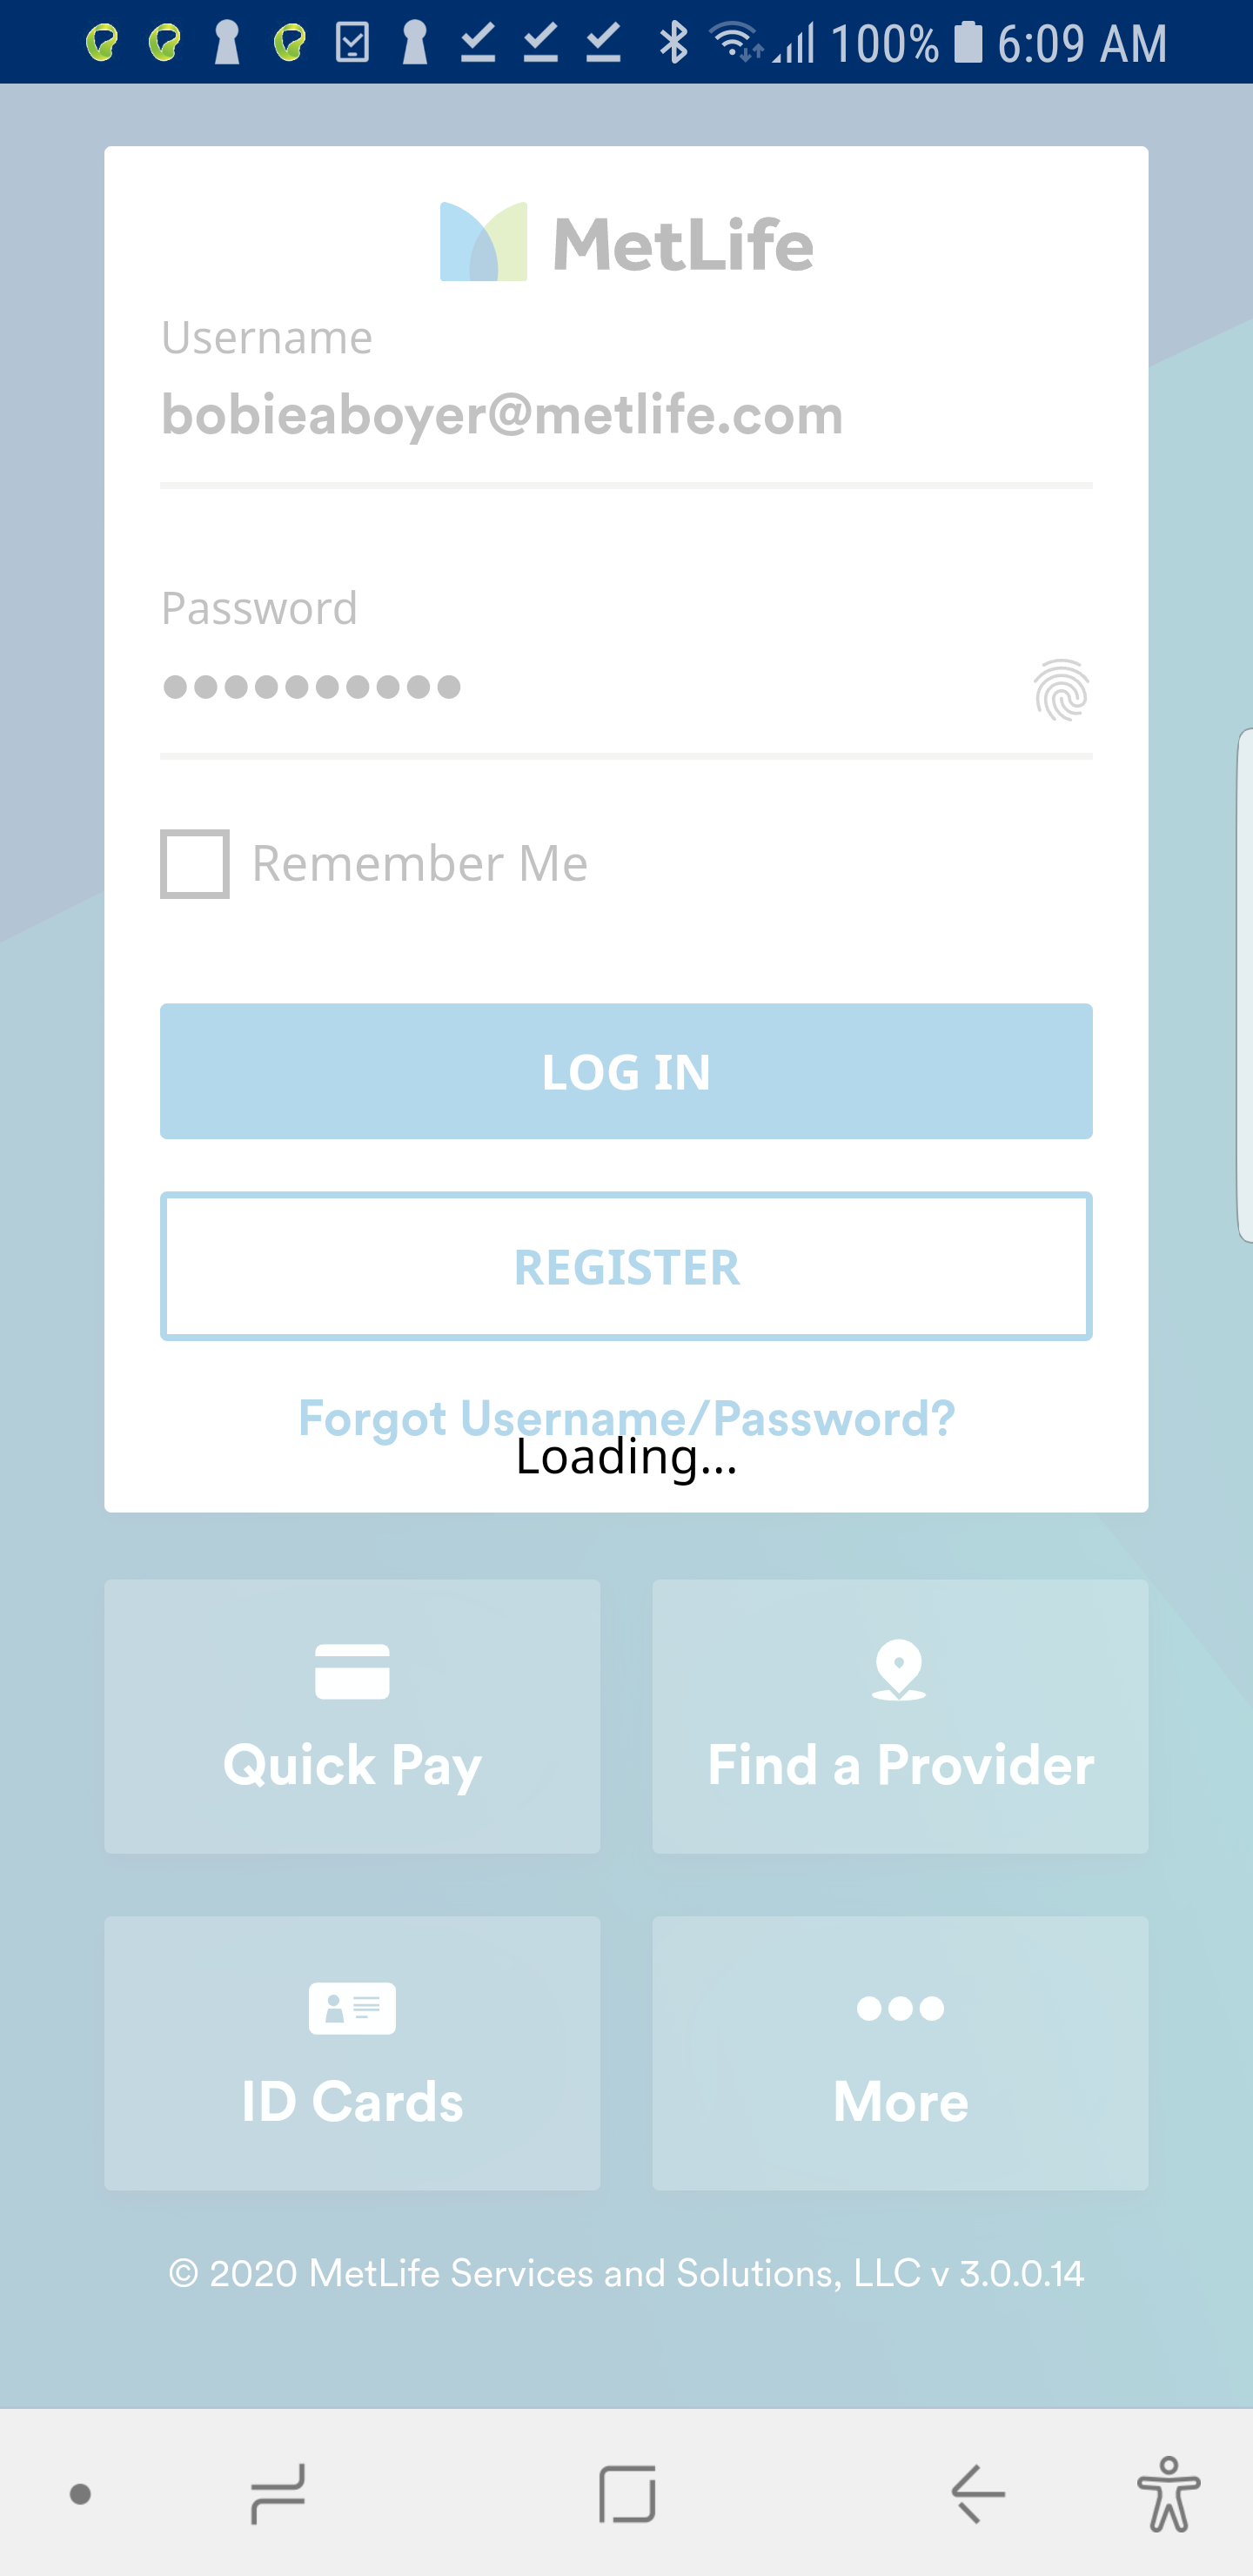 100% 6:09 AM
MetLife
Username
bobieaboyer@metlife.com
Password
Remember Me
LOG IN
REGISTER
Forgot Username/Password?
Loading...
Quick Pay
Find a Provider
ID Cards
More
© 2020 MetLife Services and Solutions, LLC v 3.0.0.14